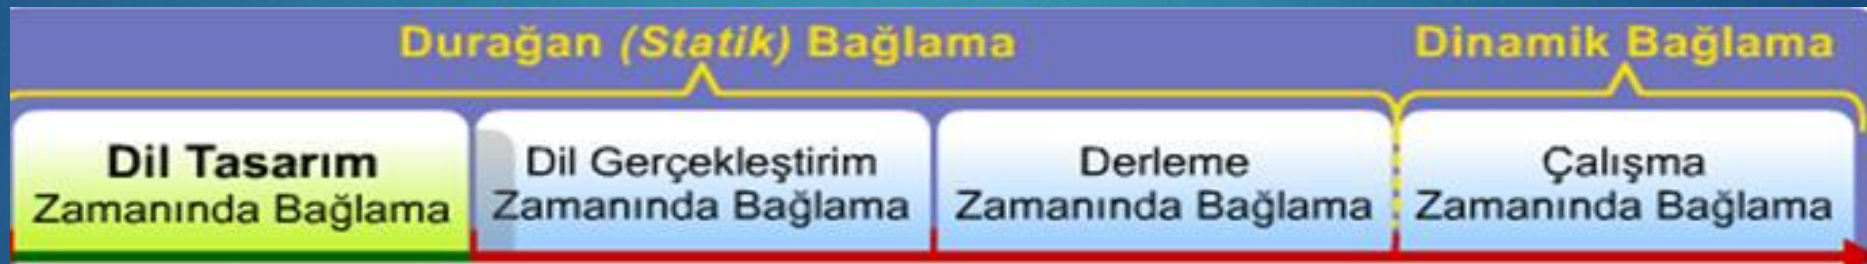 Durağan (Statik) Bağlama
Dinamik Bağlama
Dil Tasarım
Zamanında Bağlama
Dil Gerçekleştirim
Zamanında Bağlama
Derleme
Zamanında Bağlama
Çalışma
Zamanında Bağlama